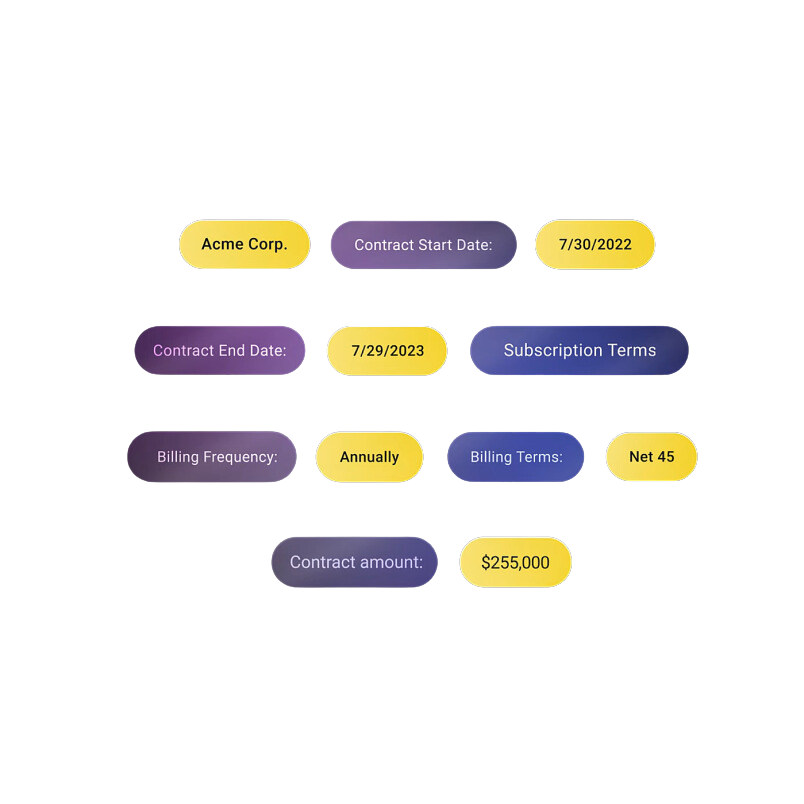 Acme Corp. Contract Start Date: 7/30/2022
Contract End Date: 7/29/2023 Subscription Terms
Billing Frequency: Annually Billing Terms: Net 45
Contract amount: $255,000